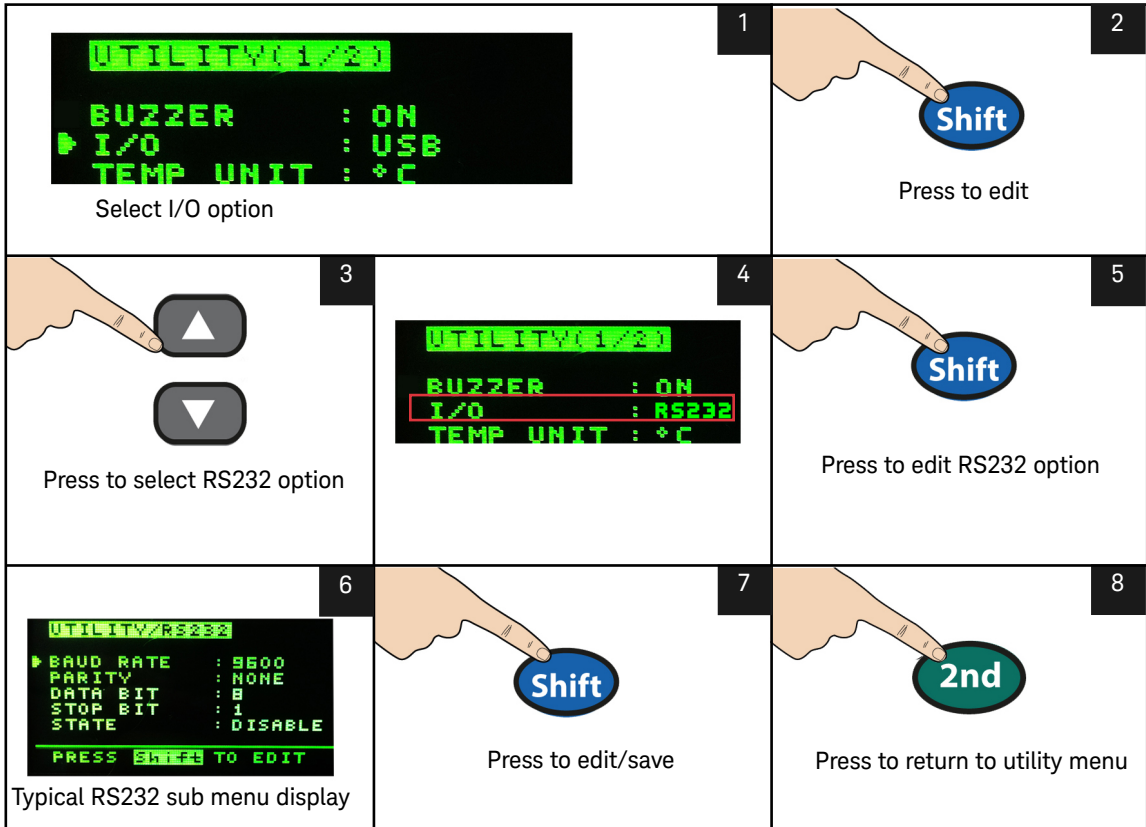 1
UTILITY(1/2)
BUZZER : ON
I/O : USB
TEMP UNIT : °C
Select I/O option
2
Shift
Press to edit
3
Press to select RS232 option
4
UTILITY(1/2)
BUZZER : ON
I/O : RS232
TEMP UNIT : °C
5
Shift
Press to edit RS232 option
6
UTILITY/RS232
BAUD RATE : 9600
PARITY : NONE
DATA BIT : 8
STOP BIT : 1
STATE : DISABLE
PRESS Shift TO EDIT
Typical RS232 sub menu display
7
Shift
Press to edit/save
8
2nd
Press to return to utility menu